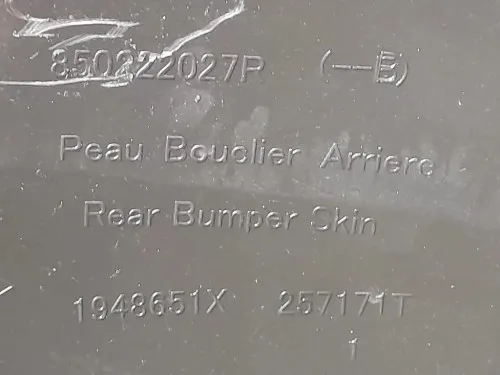 850222027R (--E)
Peau Bouclier Arriere
Rear Bumper Skin
1948651X 257171T
1